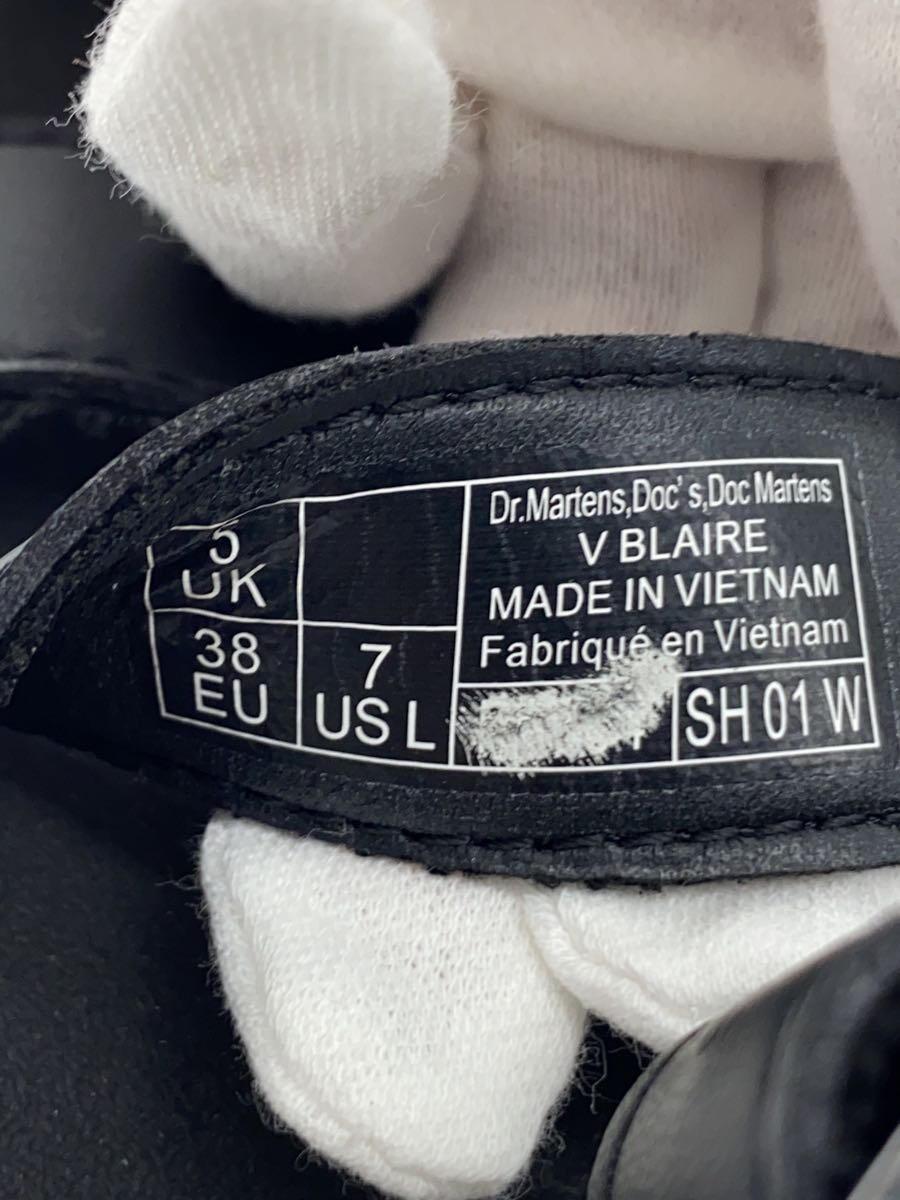 5
UK
38
EU
7
US L
Dr.Martens,Doc's,Doc Martens
V BLAIRE
MADE IN VIETNAM
Fabriqué en Vietnam
SH 01 W